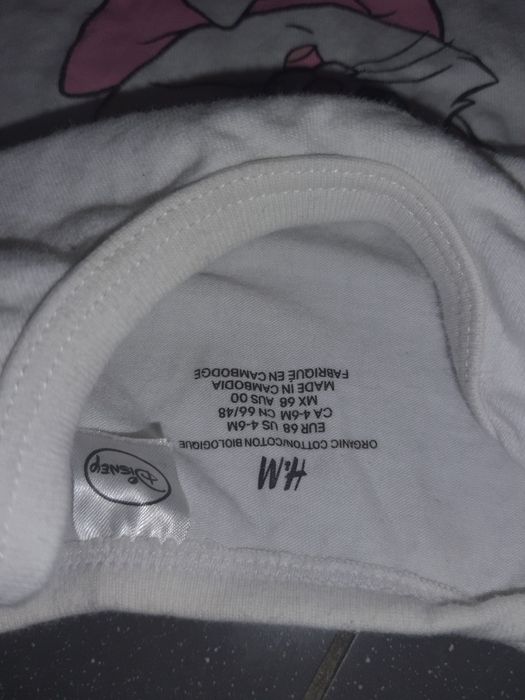 H&M
ORGANIC COTTON/COTON BIOLOGIQUE
EUR 68 US 4-6M
CA 4-6M CN 66/48
MX 68 AUS 00
MADE IN CAMBODIA
FABRIQUÉ EN CAMBODGE
Disney